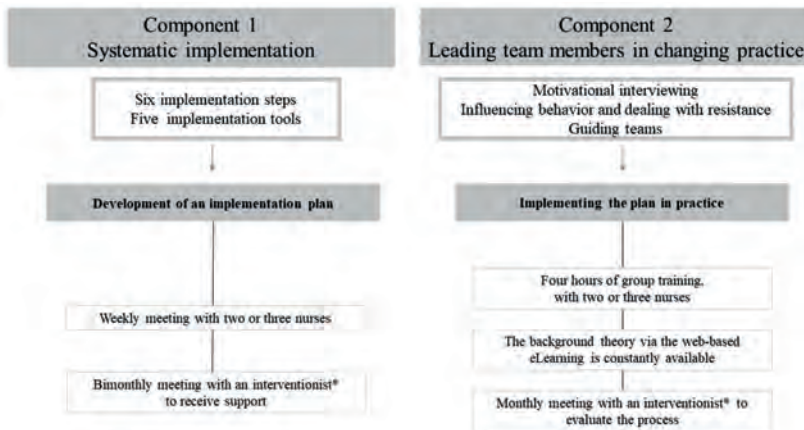 Component 1
Systematic implementation
Six implementation steps
Five implementation tools
Development of an implementation plan
Weekly meeting with two or three nurses
Bimonthly meeting with an interventionist*
to receive support
Component 2
Leading team members in changing practice
Motivational interviewing
Influencing behavior and dealing with resistance
Guiding teams
Implementing the plan in practice
Four hours of group training,
with two or three nurses
The background theory via the web-based
eLearning is constantly available
Monthly meeting with an interventionist* to
evaluate the process